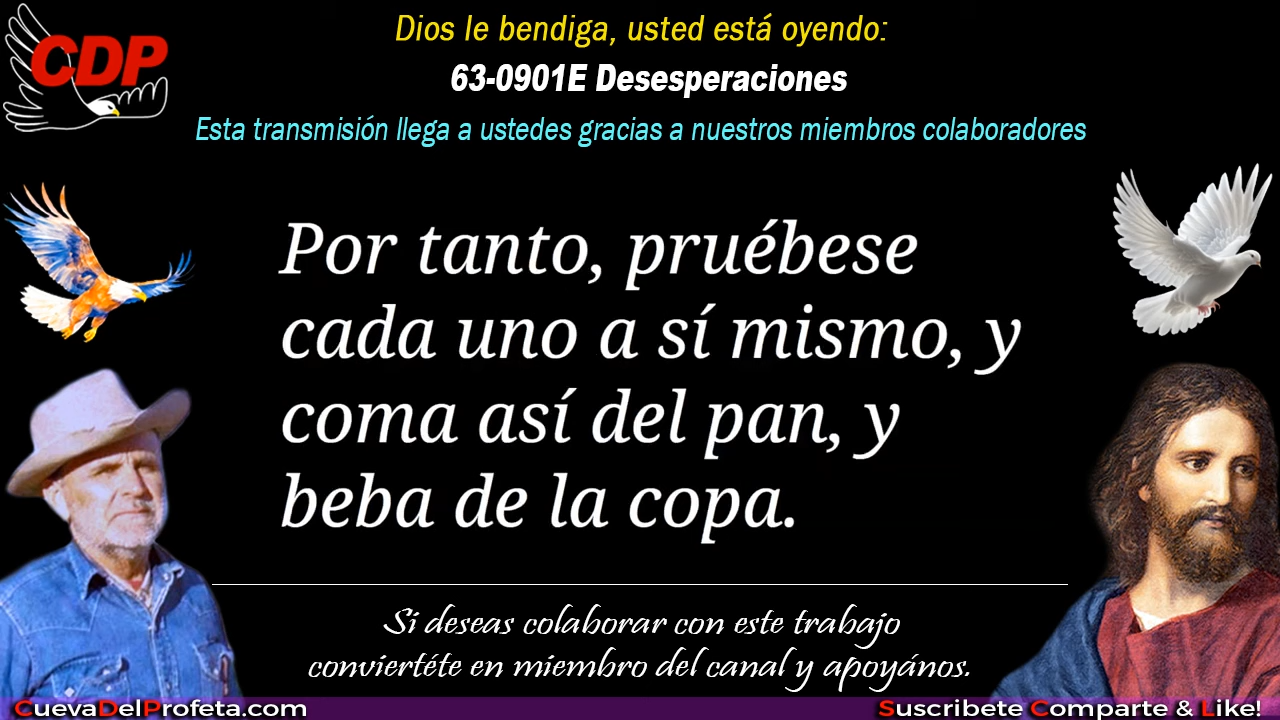 CDP
Dios le bendiga, usted está oyendo:
63-0901E Desesperaciones
Esta transmisión llega a ustedes gracias a nuestros miembros colaboradores
Por tanto, pruébese
cada uno a sí mismo, y
coma así del pan, y
beba de la copa.
Si deseas colaborar con este trabajo
conviertéte en miembro del canal y apoyános.
CuevaDelProfeta.com
Suscribete Comparte & Like!